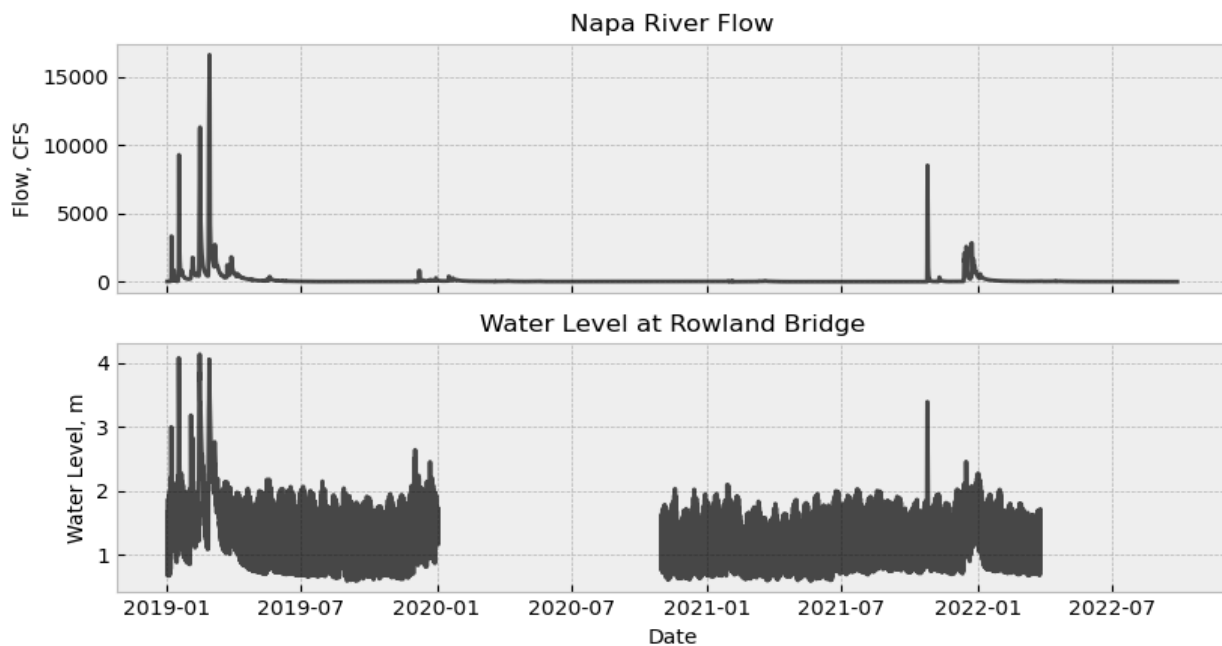 Napa River Flow
15000
10000
5000
0
Flow, CFS
Water Level at Rowland Bridge
4
3
2
1
Water Level, m
2019-01 2019-07 2020-01 2020-07 2021-01 2021-07 2022-01 2022-07
Date